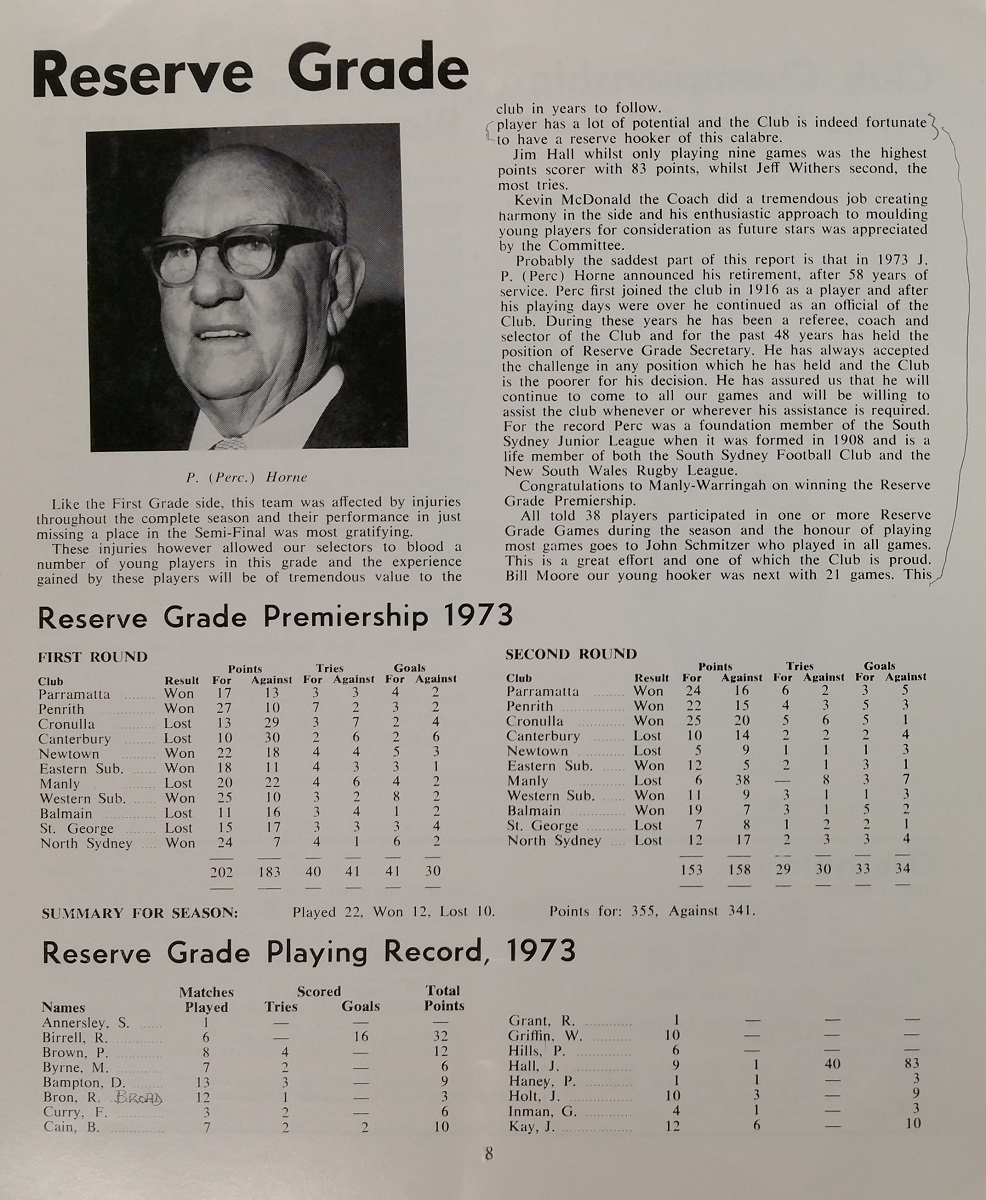 Reserve Grade
P. (Perc.) Horne
Like the First Grade side, this team was affected by injuries
throughout the complete season and their performance in just
missing a place in the Semi-Final was most gratifying.
These injuries however allowed our selectors to blood a
number of young players in this grade and the experience
gained by these players will be of tremendous value to the
club in years to follow.
player has a lot of potential and the Club is indeed fortunate
to have a reserve hooker of this calabre.
Jim Hall whilst only playing nine games was the highest
points scorer with 83 points, whilst Jeff Withers second, the
most tries.
Kevin McDonald the Coach did a tremendous job creating
harmony in the side and his enthusiastic approach to moulding
young players for consideration as future stars was appreciated
by the Committee.
Probably the saddest part of this report is that in 1973 J.
P. (Perc) Horne announced his retirement, after 58 years of
service. Perc first joined the club in 1916 as a player and after
his playing days were over he continued as an official of the
Club. During these years he has been a referee, coach and
selector of the Club and for the past 48 years has held the
position of Reserve Grade Secretary. He has always accepted
the challenge in any position which he has held and the Club
is the poorer for his decision. He has assured us that he will
continue to come to all our games and will be willing to
assist the club whenever or wherever his assistance is required.
For the record Perc was a foundation member of the South
Sydney Junior League when it was formed in 1908 and is a
life member of both the South Sydney Football Club and the
New South Wales Rugby League.
Congratulations to Manly-Warringah on winning the Reserve
Grade Premiership.
All told 38 players participated in one or more Reserve
Grade Games during the season and the honour of playing
most games goes to John Schmitzer who played in all games.
This is a great effort and one of which the Club is proud.
Bill Moore our young hooker was next with 21 games. This
Reserve Grade Premiership 1973
FIRST ROUND
Points Tries Goals
Club Result For Against For Against For Against
Parramatta ........ Won 17 13 3 3 4 2
Penrith ........ Won 27 10 7 2 3 2
Cronulla ........ Lost 13 29 3 7 2 4
Canterbury ........ Lost 10 30 2 6 2 6
Newtown ........ Won 22 18 4 4 5 3
Eastern Sub. ...... Won 18 11 4 3 3 1
Manly ........ Lost 20 22 4 6 4 2
Western Sub. ...... Won 25 10 3 2 8 2
Balmain ........ Lost 11 16 3 4 1 2
St. George ........ Lost 15 17 3 3 3 4
North Sydney .... Won 24 7 4 1 6 2
202 183 40 41 41 30
SECOND ROUND
Points Tries Goals
Club Result For Against For Against For Against
Parramatta ........ Won 24 16 6 2 3 5
Penrith ........ Won 22 15 4 3 5 3
Cronulla ........ Won 25 20 5 6 5 1
Canterbury ........ Lost 10 14 2 2 2 4
Newtown ........ Lost 5 9 1 1 1 3
Eastern Sub. ...... Won 12 5 2 1 3 1
Manly ........ Lost 6 38 — 8 3 7
Western Sub. ...... Won 11 9 3 1 1 3
Balmain ........ Won 19 7 3 1 5 2
St. George ........ Lost 7 8 1 2 2 1
North Sydney .... Lost 12 17 2 3 3 4
153 158 29 30 33 34
SUMMARY FOR SEASON: Played 22, Won 12, Lost 10. Points for: 355, Against 341.
Reserve Grade Playing Record, 1973
Matches Scored Total
Names Played Tries Goals Points
Annersley, S. ...... 1 — — —
Birrell, R. ............ 6 — 16 32
Brown, P. ............ 8 4 — 12
Byrne, M. ............ 7 2 — 6
Bampton, D. ........ 13 3 — 9
Bron, R. BROAD 12 1 — 3
Curry, F. ............ 3 2 — 6
Cain, B. ............ 7 2 2 10
Grant, R. ............ 1 — — —
Griffin, W. ............ 10 — — —
Hills, P. ............ 6 — — —
Hall, J. ............ 9 1 40 83
Haney, P. ............ 1 1 — 3
Holt, J. ............ 10 3 — 9
Inman, G. ............ 4 1 — 3
Kay, J. ............ 12 6 — 10
8